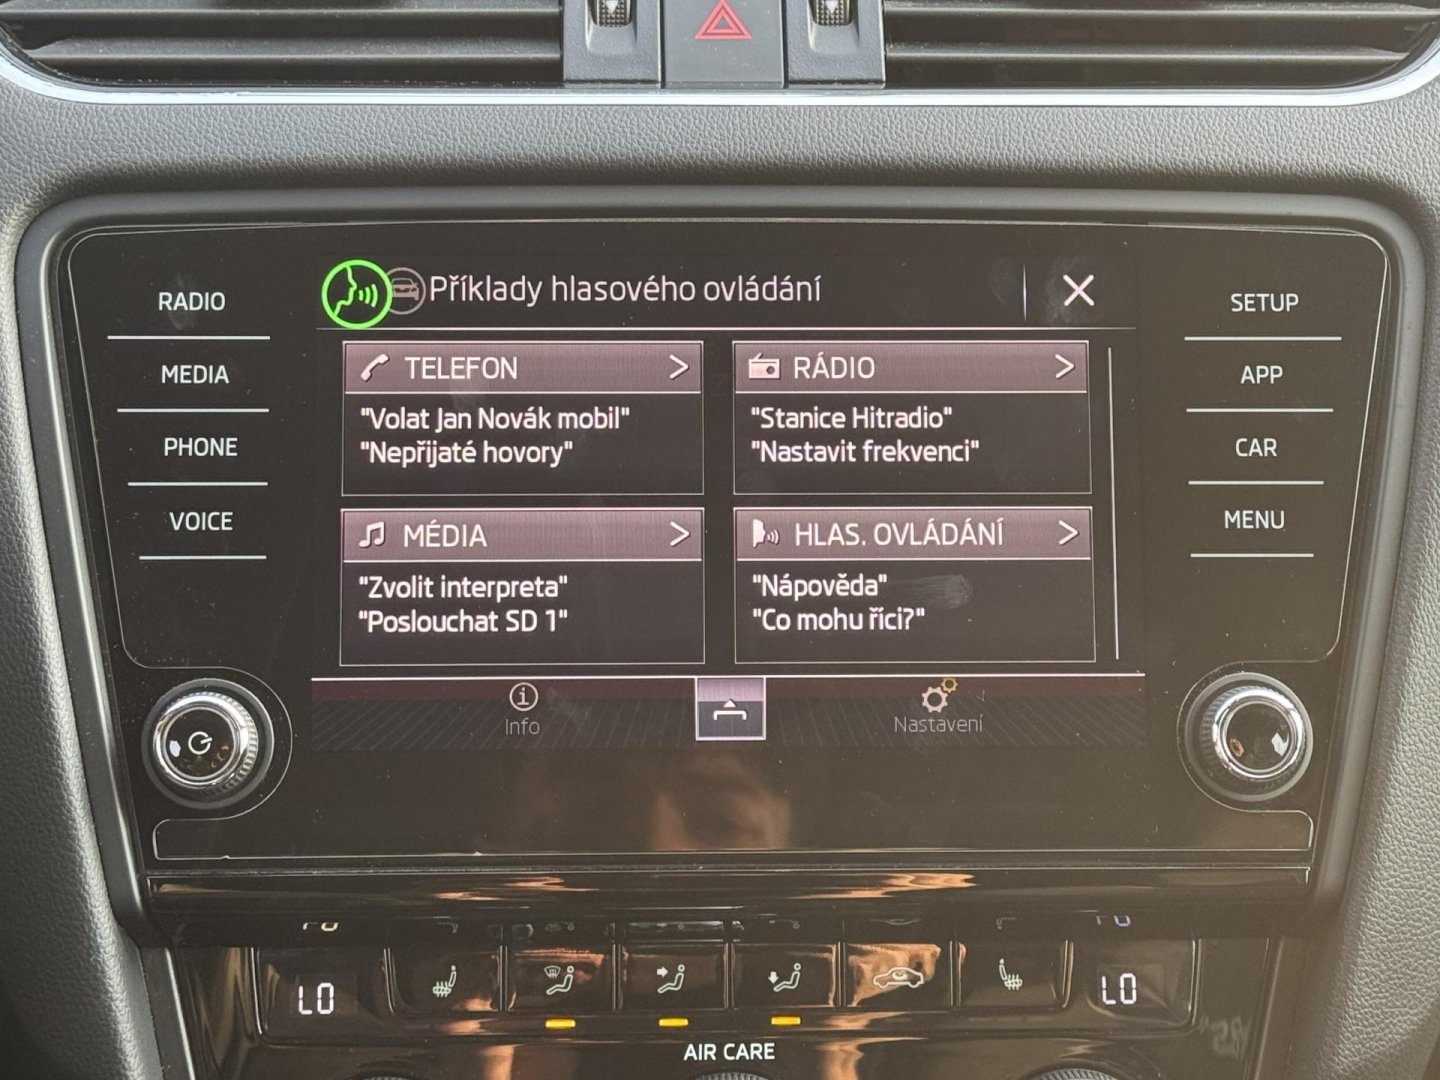 Příklady hlasového ovládání
RADIO
MEDIA
PHONE
VOICE
TELEFON
"Volat Jan Novák mobil"
"Nepřijaté hovory"
RÁDIO
"Stanice Hitradio"
"Nastavit frekvenci"
MÉDIA
"Zvolit interpreta"
"Poslouchat SD 1"
HLAS. OVLÁDÁNÍ
"Nápověda"
"Co mohu říci?"
Info
Nastavení
SETUP
APP
CAR
MENU
LO
LO
AIR CARE